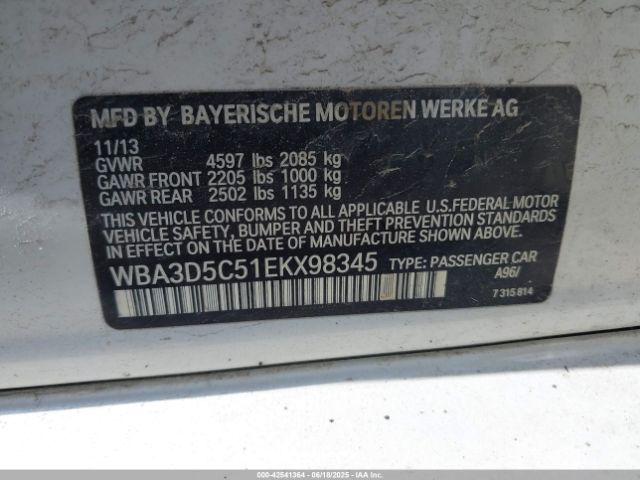 MFD BY BAYERISCHE MOTOREN WERKE AG
11/13
GVWR 4597 lbs 2085 kg
GAWR FRONT 2205 lbs 1000 kg
GAWR REAR 2502 lbs 1135 kg
THIS VEHICLE CONFORMS TO ALL APPLICABLE U.S.FEDERAL MOTOR
VEHICLE SAFETY, BUMPER AND THEFT PREVENTION STANDARDS
IN EFFECT ON THE DATE OF MANUFACTURE SHOWN ABOVE.
WBA3D5C51EKX98345 TYPE: PASSENGER CAR
A96/
7 315 814
000-42541364 - 06/18/2025 - IAAI.COM